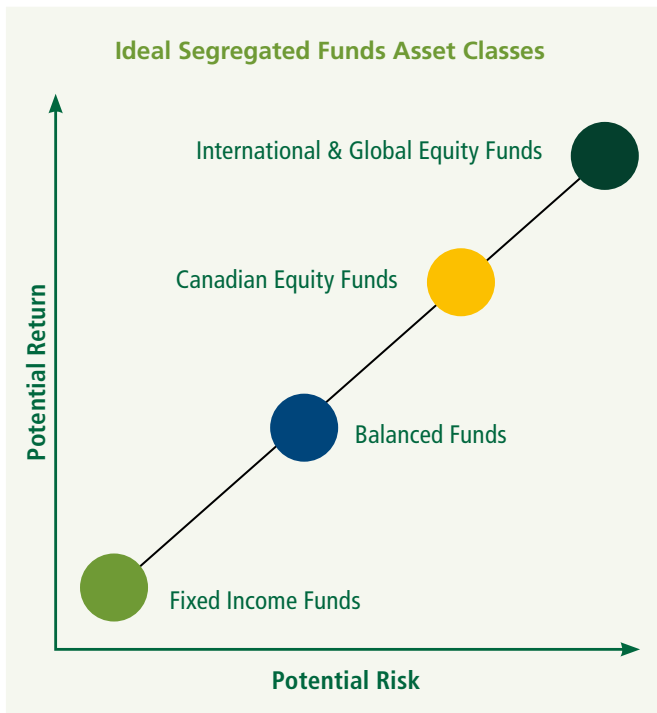 Ideal Segregated Funds Asset Classes
International & Global Equity Funds
Canadian Equity Funds
Potential Return
Balanced Funds
Fixed Income Funds
Potential Risk